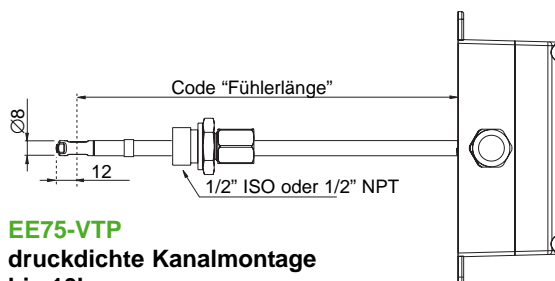 Code “Fühlerlänge”
Ø8
12
1/2” ISO oder 1/2” NPT
EE75-VTP
druckdichte Kanalmontage